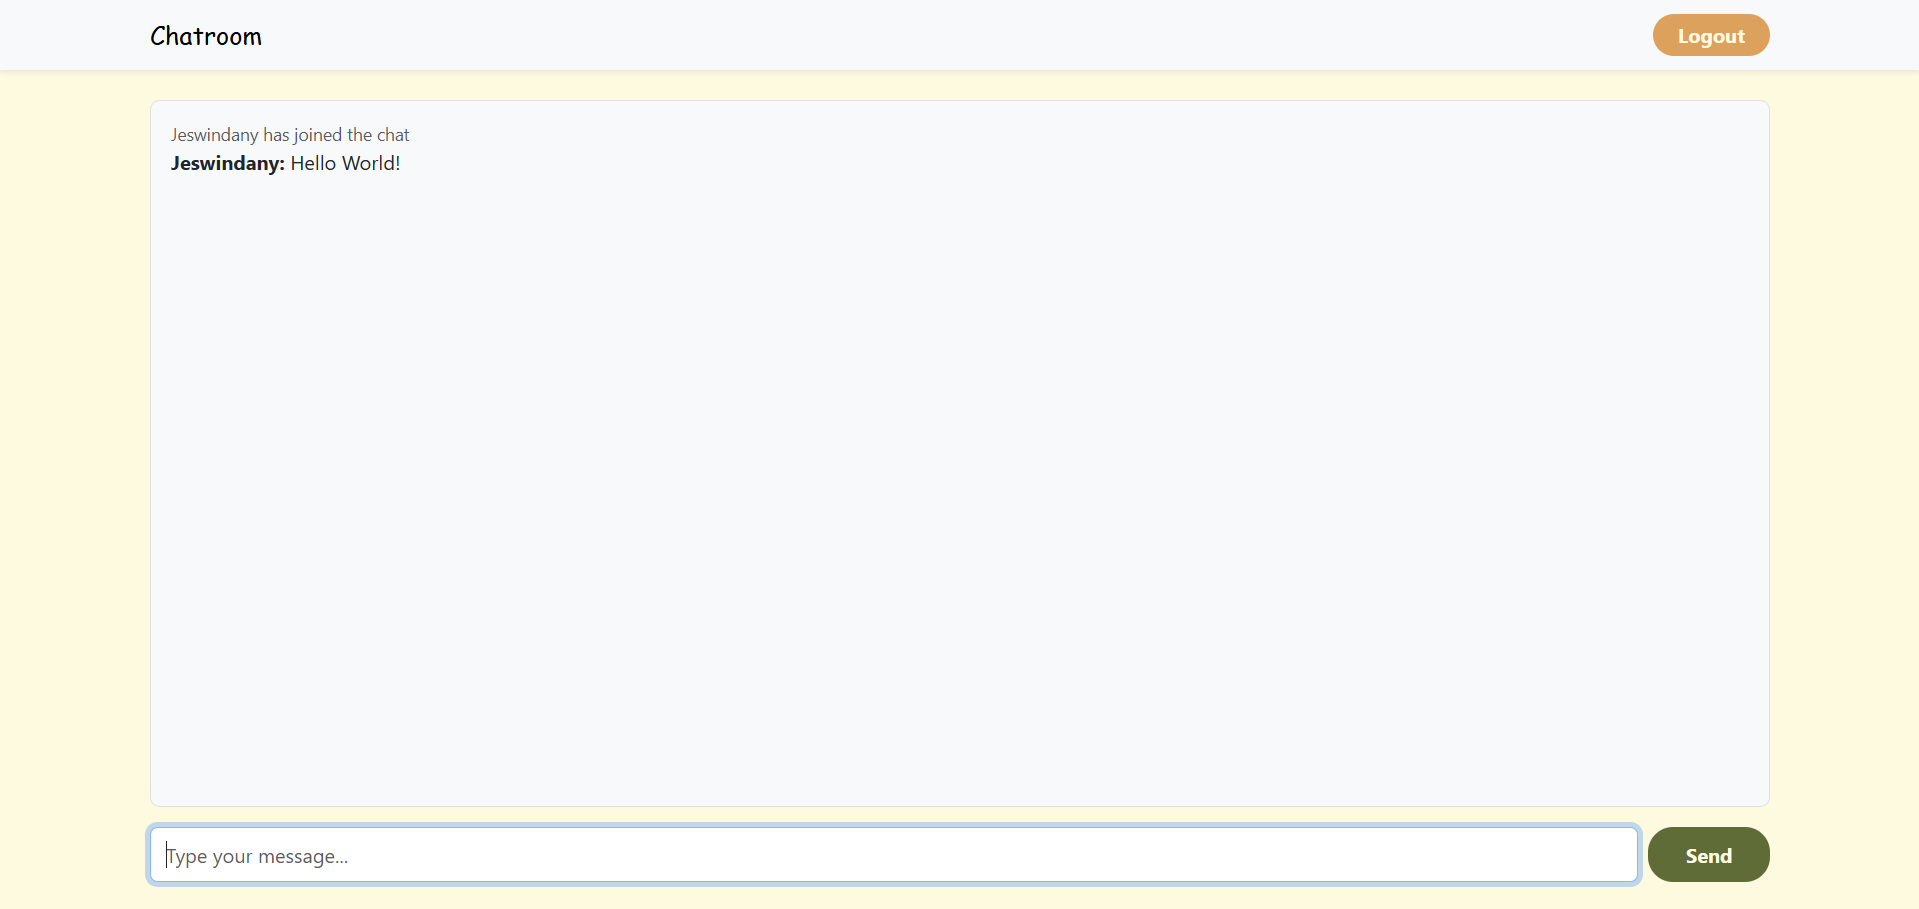 Chatroom
Logout
Jeswindany has joined the chat
Jeswindany: Hello World!
Type your message...
Send